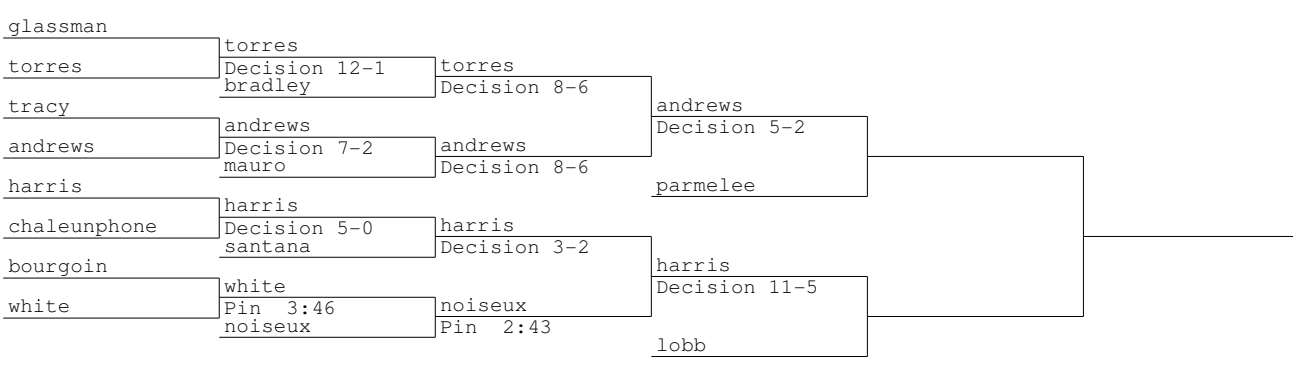 glassman
torres
tracy
andrews
harris
chaleunphone
bourgoin
white
torres
Decision 12-1
bradley
andrews
Decision 7-2
mauro
harris
Decision 5-0
santana
white
Pin 3:46
noiseux
torres
Decision 8-6
andrews
Decision 8-6
harris
Decision 3-2
noiseux
Pin 2:43
andrews
Decision 5-2
parmelee
harris
Decision 11-5
lobb